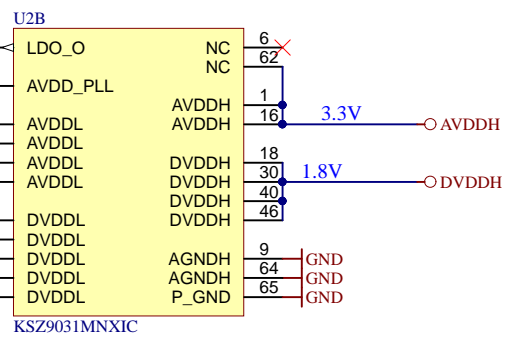 U2B
LDO_O NC 6
NC 62
AVDD_PLL
AVDDH 1
AVDDL AVDDH 16 3.3V AVDDH
AVDDL
AVDDL DVDDH 18
AVDDL DVDDH 30 1.8V DVDDH
DVDDH 40
DVDDL DVDDH 46
DVDDL
DVDDL AGNDH 9 GND
DVDDL AGNDH 64 GND
DVDDL P_GND 65 GND
KSZ9031MNXIC